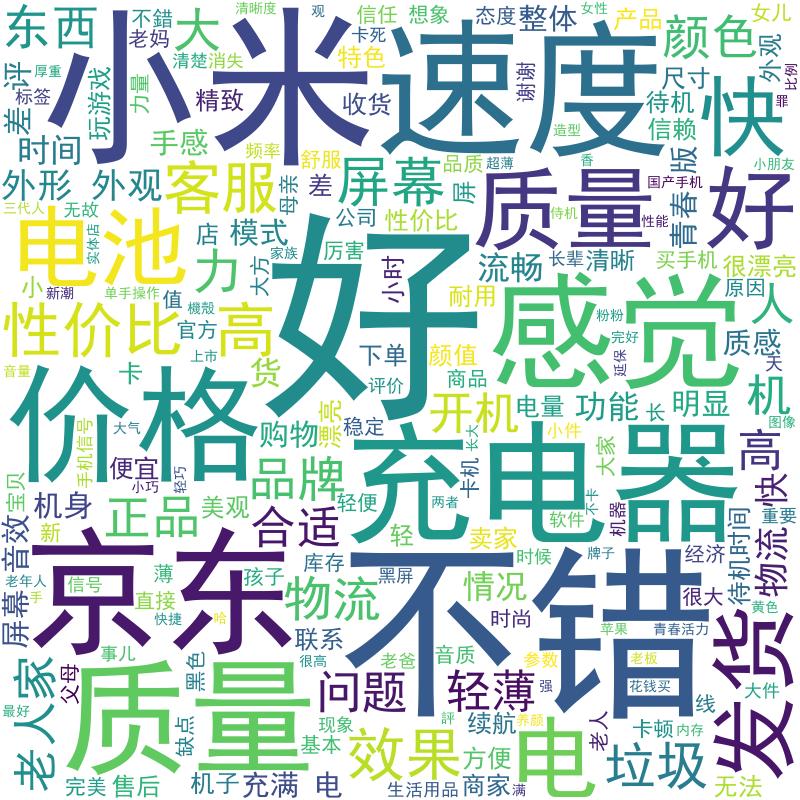 东西
不错
老妈
大
清晰度
观
信任
想象
态度
整体
女性
产品
颜色
女儿
外观
比例
卡死
清楚
消失
特色
厚重
差评
标签
玩游戏
力量
精致
小米
收货
速度
谢谢
尺寸
待机
信赖
快
罪
时间
手感
频率
舒服
屏幕
品质
屏
超薄
造型
香
版
小朋友
外形
外观
客服
母亲
差
质量
国产手机
好
三代人
无故
店
模式
公司
性价比
侍机
性能
青春
电池
实体店
力
大方
家族
厉害
小时
流畅
长辈
清晰
买手机
很漂亮
小
新潮
单手操作
值
好
耐用
感觉
粉粉
原因
人
性价比
機殼
官方
高
下单
颜值
完好
延保
质感
音量
上市
卡
货
评价
商品
大
机
价格
手机信号
大气
购物
漂亮
稳定
开机
电量
功能
长
明显
小件
图像
便宜
小巧
轻巧
品牌
充电器
卡机
长大
大家
高
宝贝
机身
正品
美观
轻便
两者
不卡
机器
快
重要
屏幕
音效
新
合适
轻
卖家
软件
物流
京东
老年人
信号
薄
孩子
库存
黑屏
不错
时候
牌子
经济
待机时间
手
直接
快捷
哈
物流
情况
时尚
苹果
很大
黄色
发货
老人家
事儿
联系
很高
老爸
音质
参数
老板
青春活力
父母
黑色
质量
问题
轻薄
强
花钱买
线
大件
最好
缺点
现象
基本
評
续航
养颜
老人
卡顿
内存
完美
售后
机子
充满
电
效果
方便
生活用品
商家
满
电
垃圾
无法